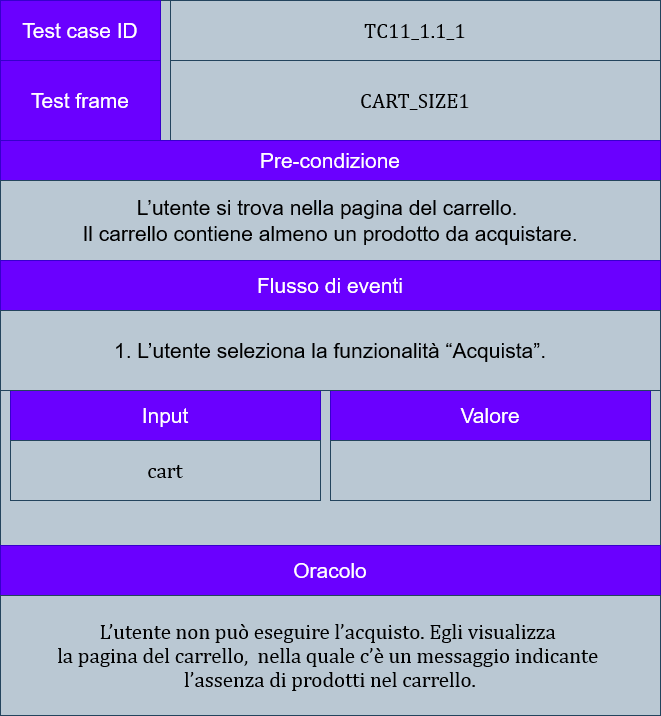 Test case ID
TC11_1.1_1
Test frame
CART_SIZE1
Pre-condizione
L’utente si trova nella pagina del carrello.
Il carrello contiene almeno un prodotto da acquistare.
Flusso di eventi
1. L’utente seleziona la funzionalità “Acquista”.
Input
Valore
cart
Oracolo
L’utente non può eseguire l’acquisto. Egli visualizza
la pagina del carrello,  nella quale c’è un messaggio indicante
l’assenza di prodotti nel carrello.